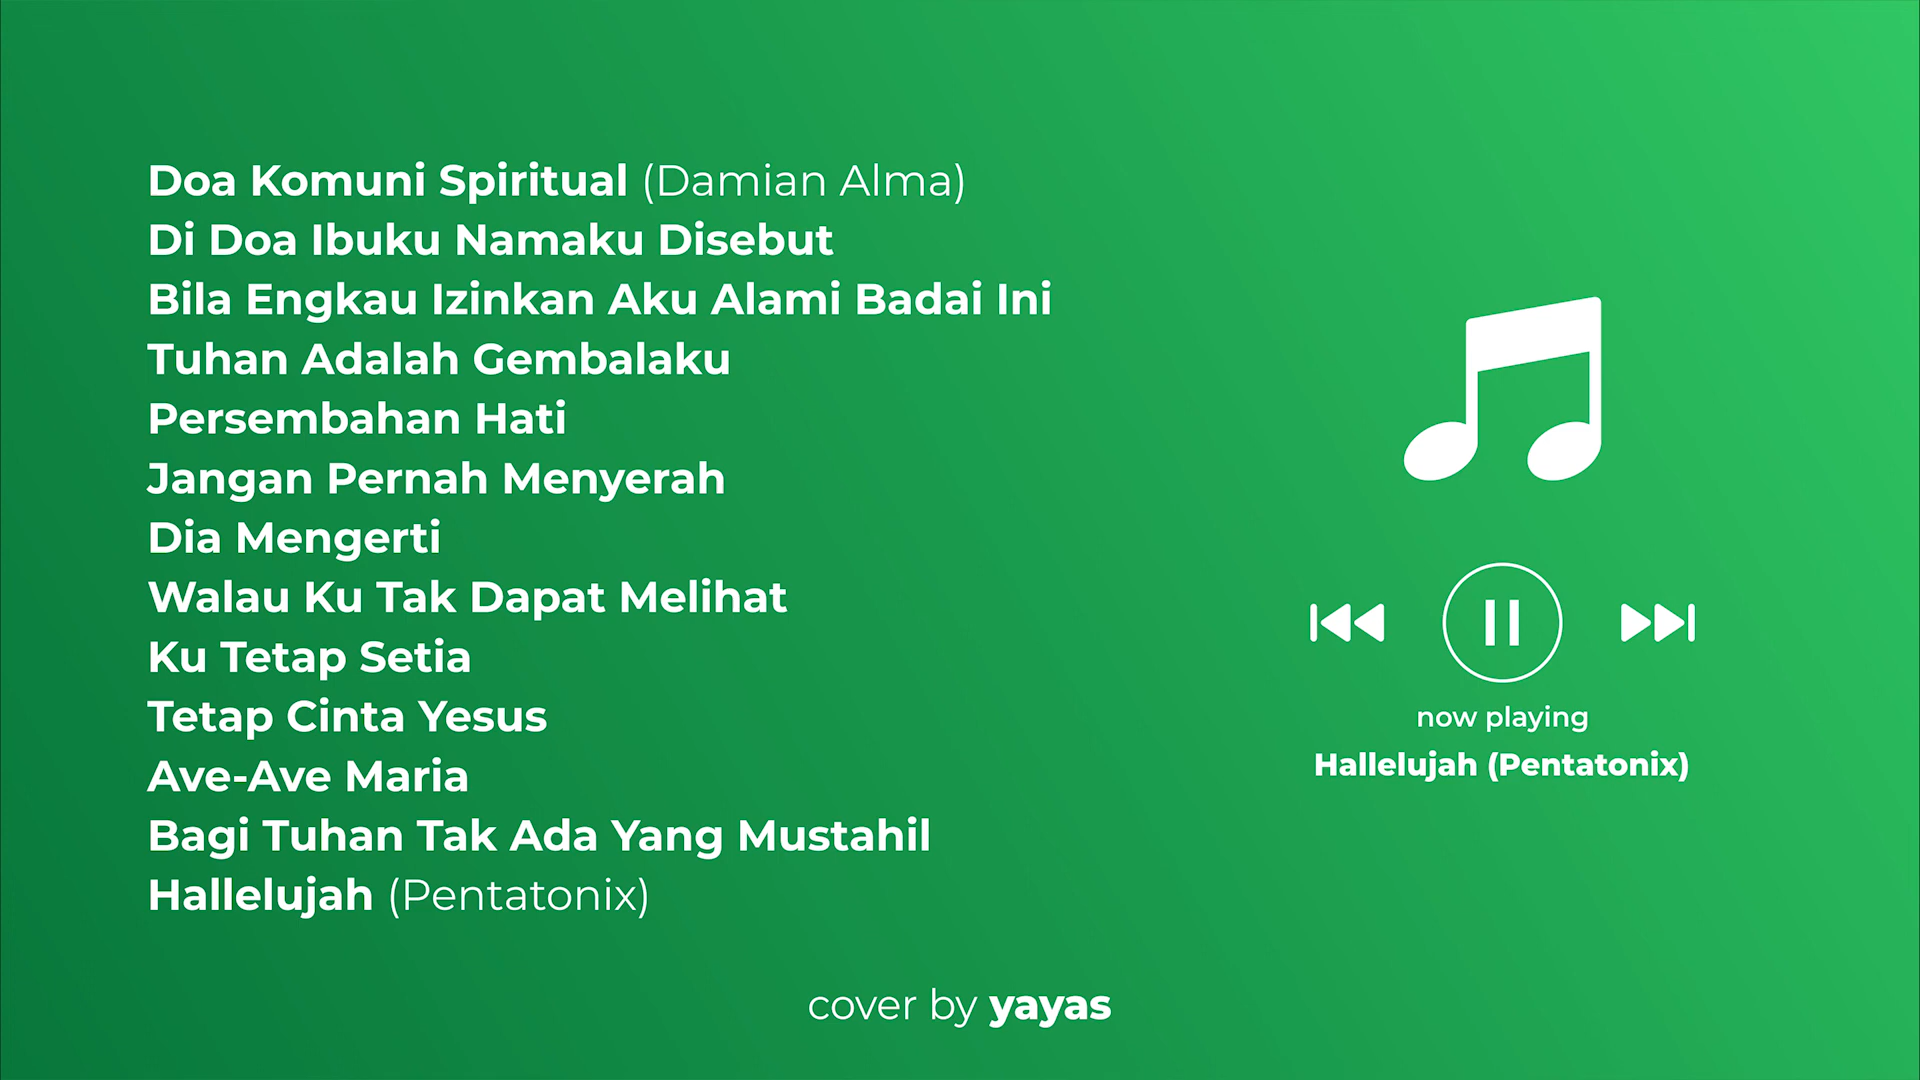 Doa Komuni Spiritual (Damian Alma)
Di Doa Ibuku Namaku Disebut
Bila Engkau Izinkan Aku Alami Badai Ini
Tuhan Adalah Gembalaku
Persembahan Hati
Jangan Pernah Menyerah
Dia Mengerti
Walau Ku Tak Dapat Melihat
Ku Tetap Setia
Tetap Cinta Yesus
Ave-Ave Maria
Bagi Tuhan Tak Ada Yang Mustahil
Hallelujah (Pentatonix)
now playing
Hallelujah (Pentatonix)
cover by yayas